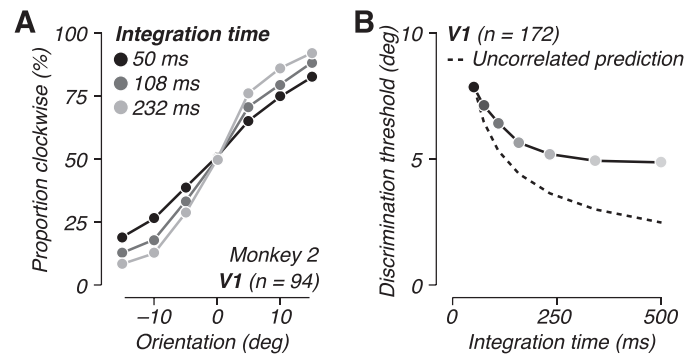 A
Proportion clockwise (%)
100
75
50
25
0
Integration time
50 ms
108 ms
232 ms
Monkey 2
V1 (n = 94)
−10
0
10
Orientation (deg)
B
Discrimination threshold (deg)
10
5
0
V1 (n = 172)
Uncorrelated prediction
0
250
500
Integration time (ms)